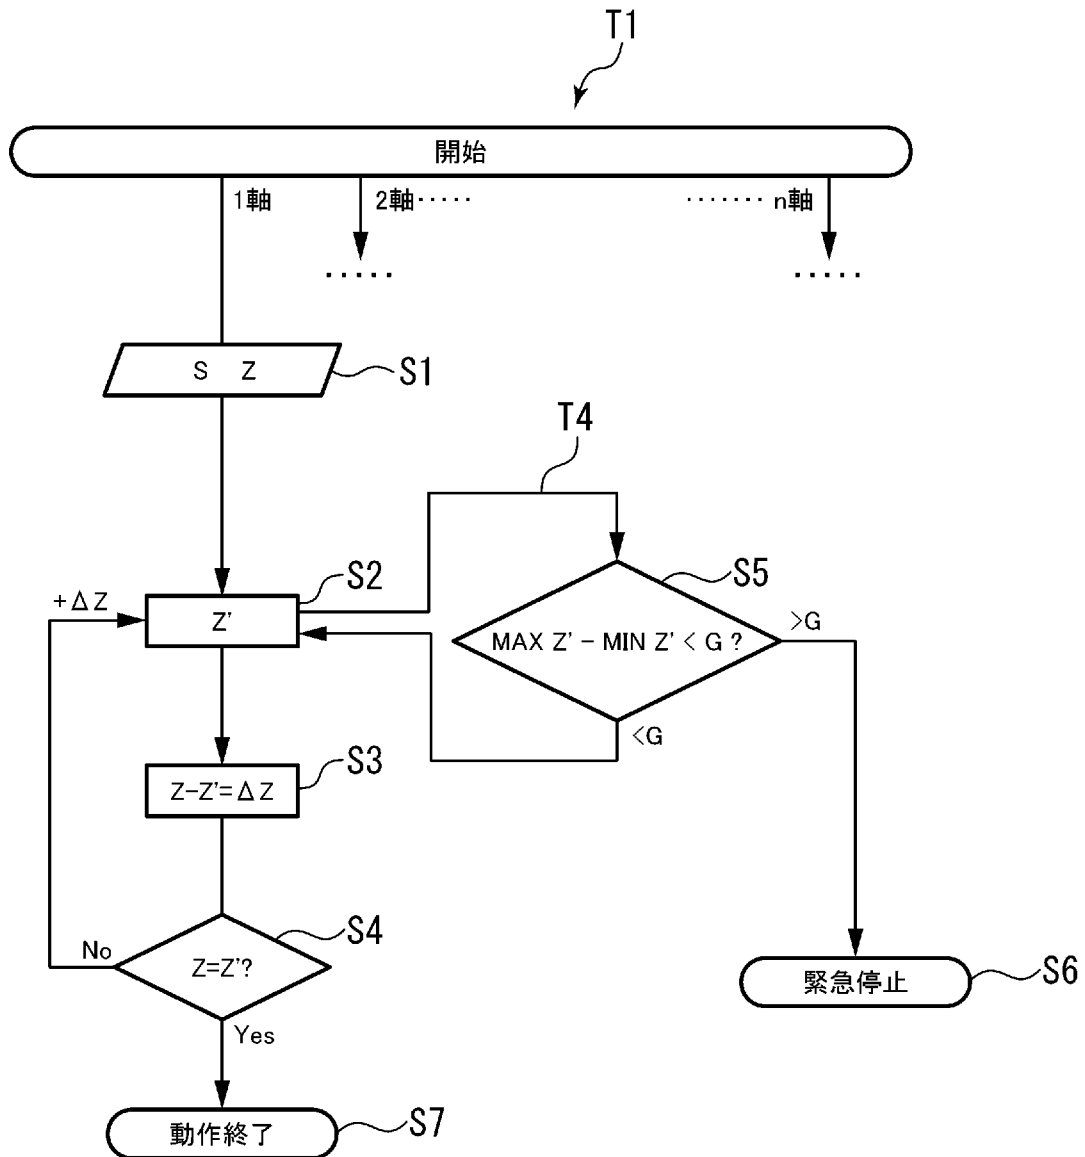 T1
開始
1軸
2軸・・・・・
・・・・・・・ n軸
・・・・・
・・・・・
S Z
S1
T4
S2
+ΔZ
Z'
S5
MAX Z' − MIN Z' < G ?
>G
<G
S3
Z−Z'=ΔZ
S4
No
Z=Z'?
Yes
緊急停止
S6
動作終了
S7